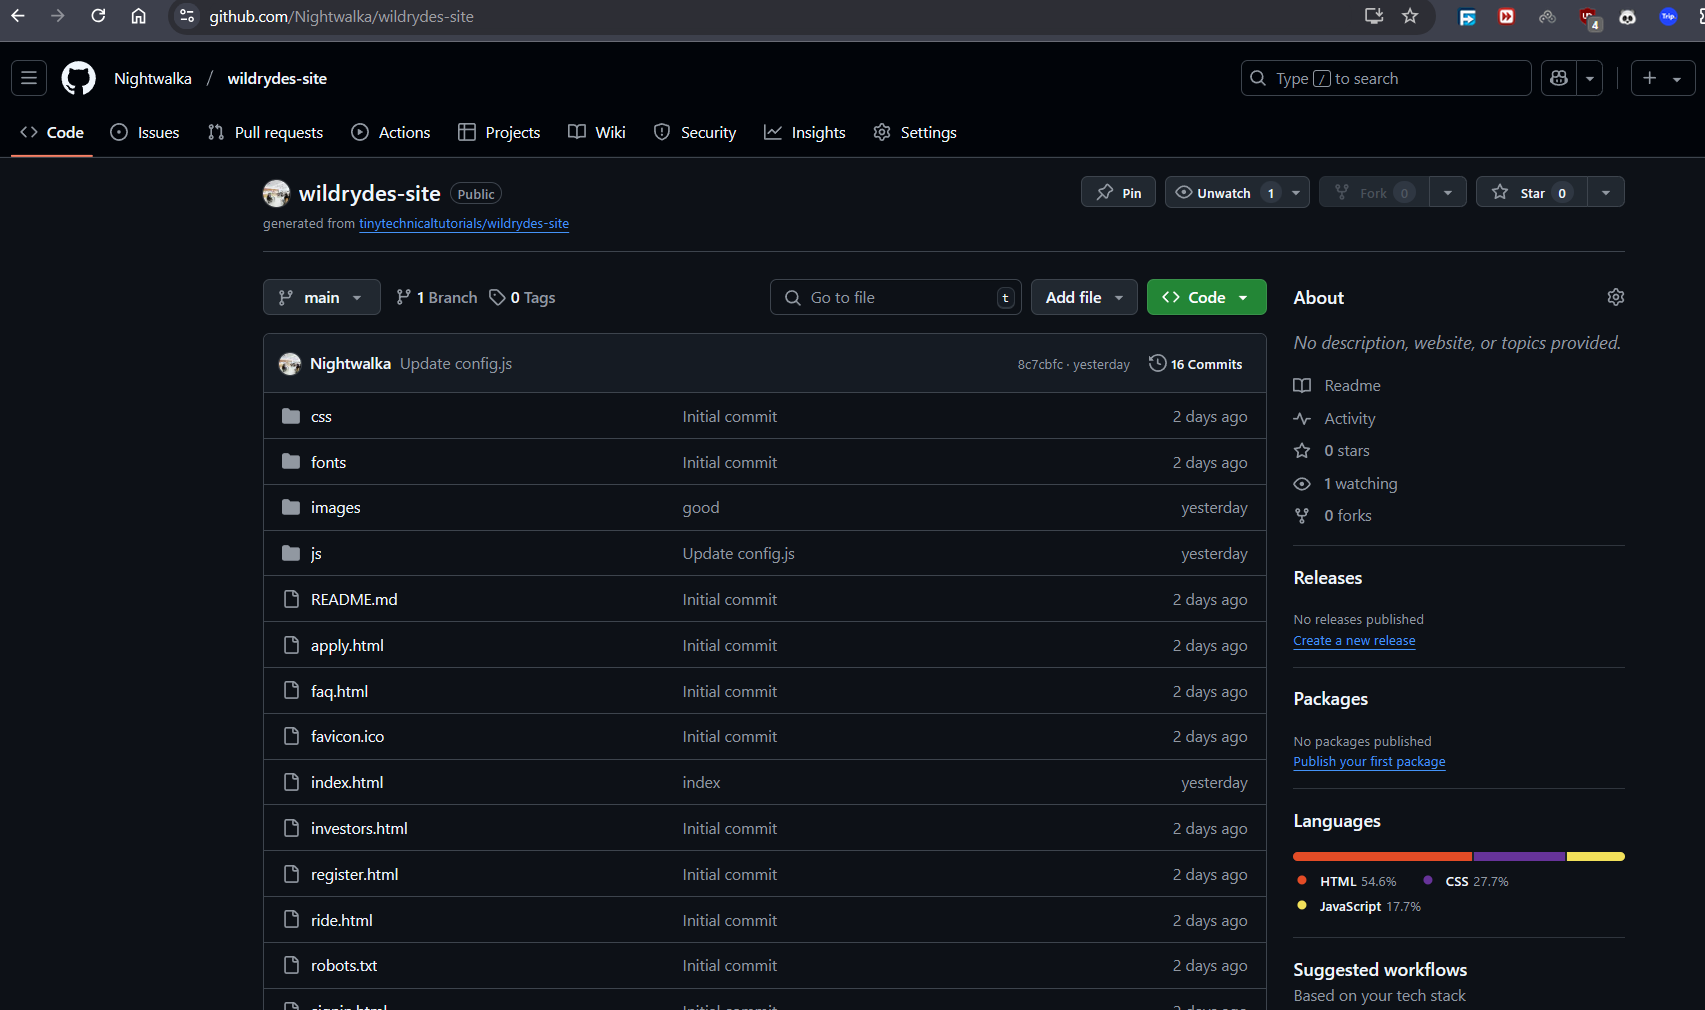 github.com/Nightwalka/wildrydes-site
4
Trip.
Nightwalka / wildrydes-site
Type / to search
Code Issues Pull requests Actions Projects Wiki Security Insights Settings
wildrydes-site Public
Pin Unwatch 1 Fork 0 Star 0
generated from tinytechnicaltutorials/wildrydes-site
main 1 Branch 0 Tags
Go to file t Add file Code
Nightwalka Update config.js 8c7cbfc · yesterday 16 Commits
css Initial commit 2 days ago
fonts Initial commit 2 days ago
images good yesterday
js Update config.js yesterday
README.md Initial commit 2 days ago
apply.html Initial commit 2 days ago
faq.html Initial commit 2 days ago
favicon.ico Initial commit 2 days ago
index.html index yesterday
investors.html Initial commit 2 days ago
register.html Initial commit 2 days ago
ride.html Initial commit 2 days ago
robots.txt Initial commit 2 days ago
About
No description, website, or topics provided.
Readme
Activity
0 stars
1 watching
0 forks
Releases
No releases published
Create a new release
Packages
No packages published
Publish your first package
Languages
HTML 54.6% CSS 27.7%
JavaScript 17.7%
Suggested workflows
Based on your tech stack